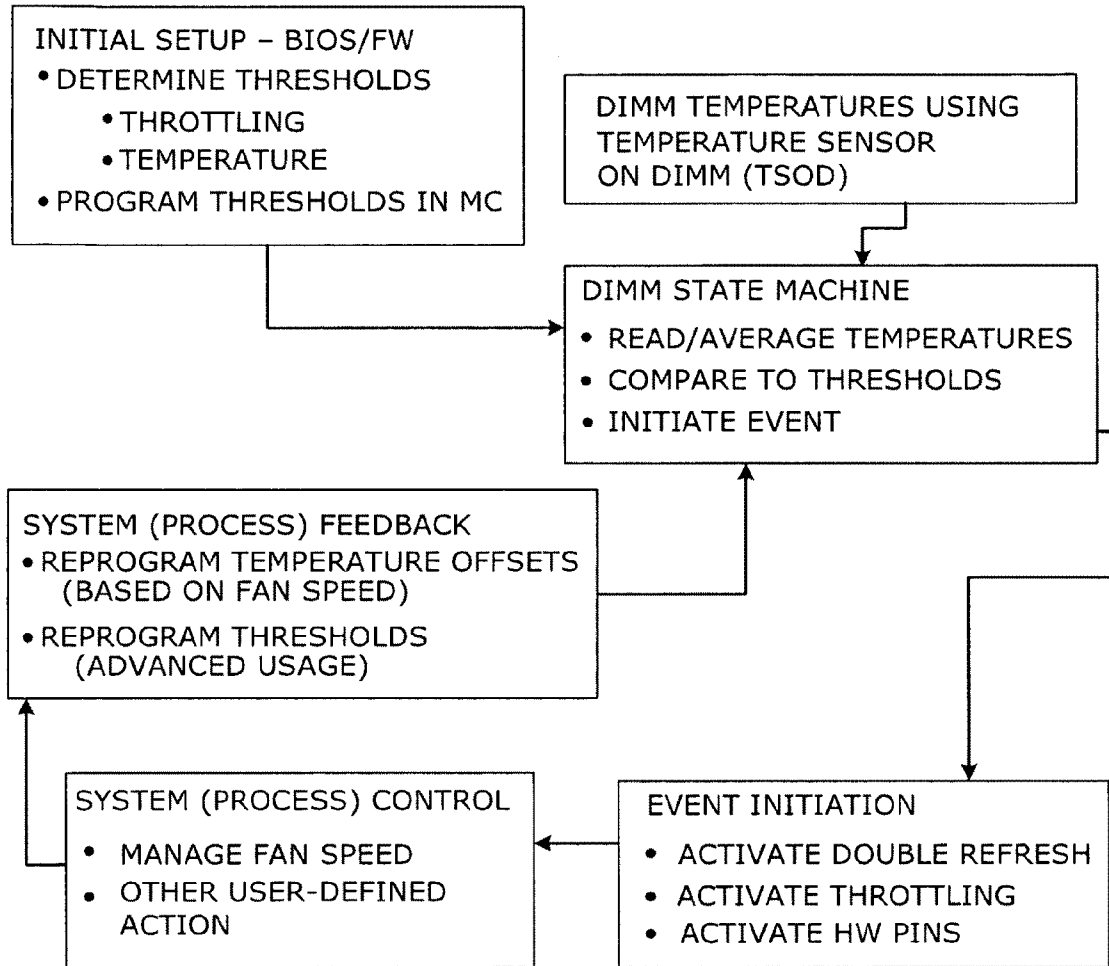 INITIAL SETUP – BIOS/FW
• DETERMINE THRESHOLDS
• THROTTLING
• TEMPERATURE
• PROGRAM THRESHOLDS IN MC
DIMM TEMPERATURES USING
TEMPERATURE SENSOR
ON DIMM (TSOD)
DIMM STATE MACHINE
• READ/AVERAGE TEMPERATURES
• COMPARE TO THRESHOLDS
• INITIATE EVENT
SYSTEM (PROCESS) FEEDBACK
• REPROGRAM TEMPERATURE OFFSETS
(BASED ON FAN SPEED)
• REPROGRAM THRESHOLDS
(ADVANCED USAGE)
SYSTEM (PROCESS) CONTROL
• MANAGE FAN SPEED
• OTHER USER-DEFINED
ACTION
EVENT INITIATION
• ACTIVATE DOUBLE REFRESH
• ACTIVATE THROTTLING
• ACTIVATE HW PINS